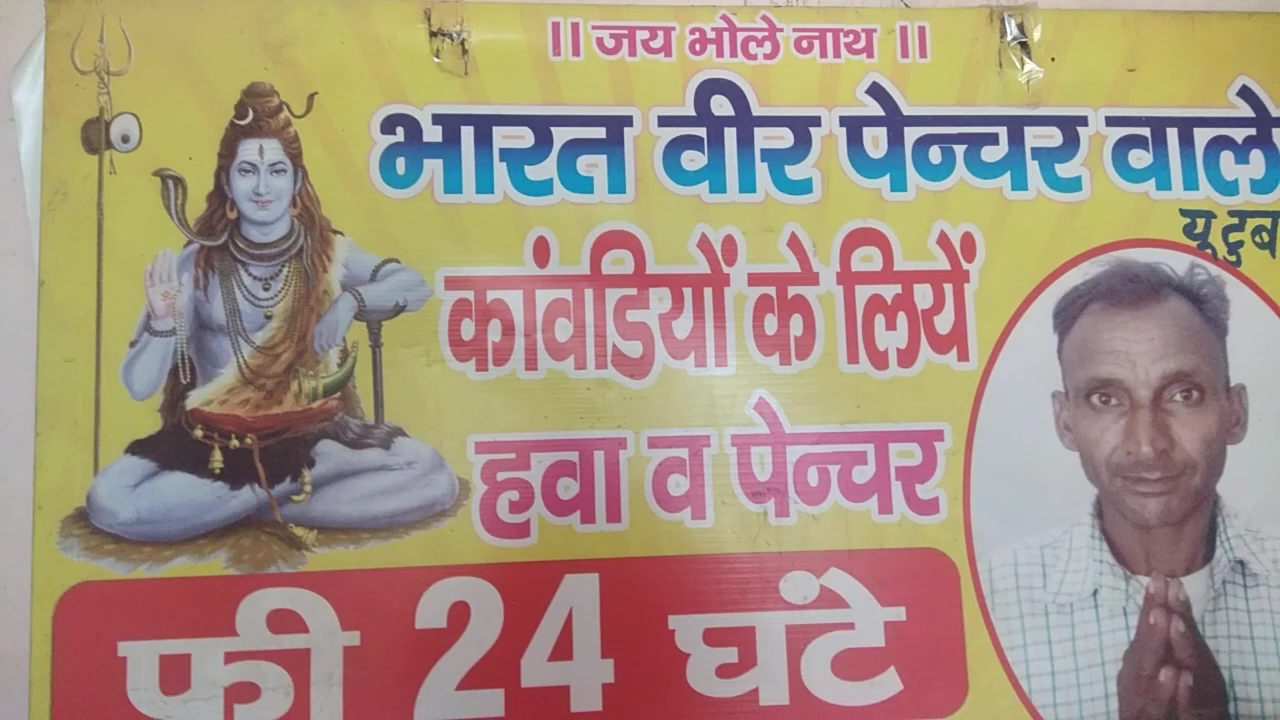 ।। जय भोले नाथ ।।
भारत वीर पेन्चर वाले
यू टुब
कांवडियों के लियें
हवा व पेन्चर
फ्री 24 घंटे